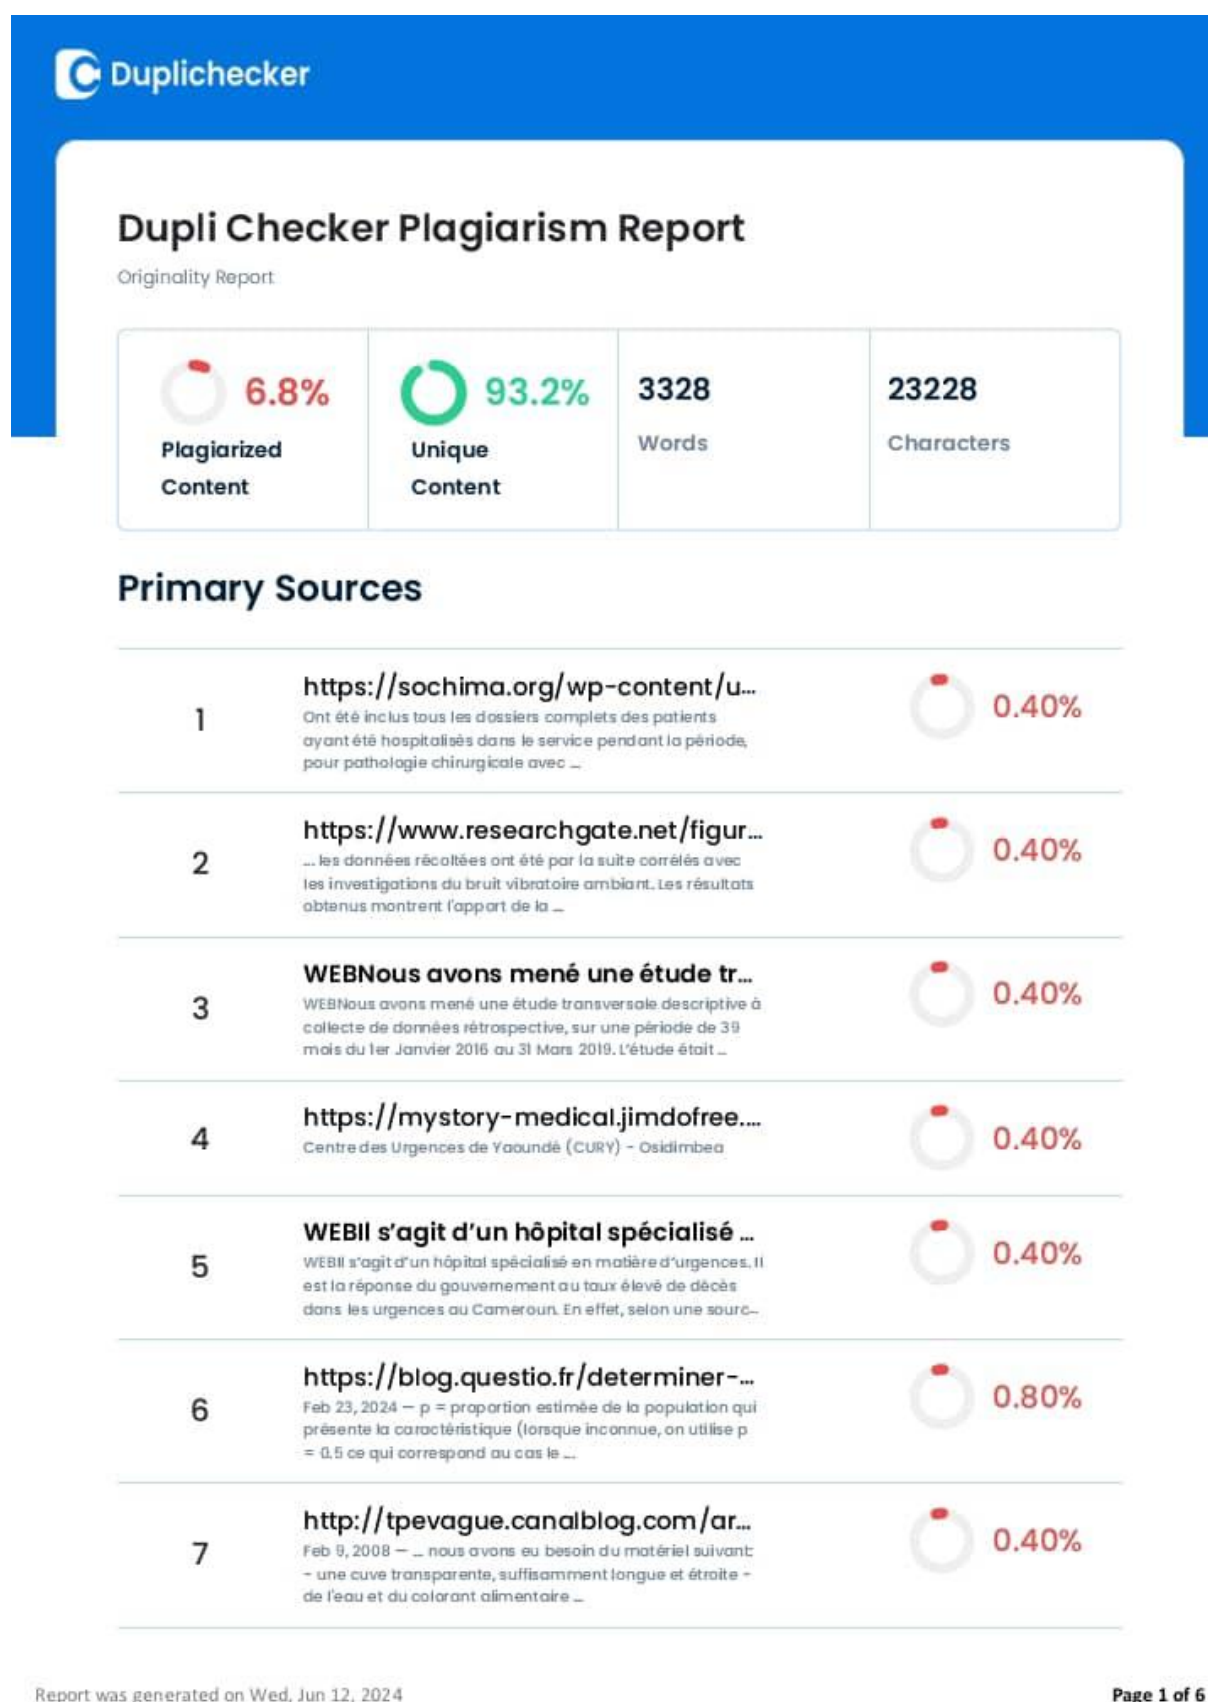 Duplichecker
Dupli Checker Plagiarism Report
Originality Report
6.8%
Plagiarized
Content
93.2%
Unique
Content
3328
Words
23228
Characters
Primary Sources
1
https://sochima.org/wp-content/u...
Ont été inclus tous les dossiers complets des patients
ayant été hospitalisés dans le service pendant la période,
pour pathologie chirurgicale avec ...
0.40%
2
https://www.researchgate.net/figur...
... les données récoltées ont été par la suite corrélés avec
les investigations du bruit vibratoire ambiant. Les résultats
obtenus montrent l'apport de la ...
0.40%
3
WEBNous avons mené une étude tr...
WEBNous avons mené une étude transversale descriptive à
collecte de données rétrospective, sur une période de 39
mois du 1er Janvier 2016 au 31 Mars 2019. L'étude était ...
0.40%
4
https://mystory-medical.jimdofree....
Centre des Urgences de Yaoundé (CURY) - Osidimbea
0.40%
5
WEBIl s'agit d'un hôpital spécialisé ...
WEBIl s'agit d'un hôpital spécialisé en matière d'urgences. Il
est la réponse du gouvernement au taux élevé de décès
dans les urgences au Cameroun. En effet, selon une sourc...
0.40%
6
https://blog.questio.fr/determiner-...
Feb 23, 2024 — p = proportion estimée de la population qui
présente la caractéristique (lorsque inconnue, on utilise p
= 0.5 ce qui correspond au cas le ...
0.80%
7
http://tpevague.canalblog.com/ar...
Feb 9, 2008 — ... nous avons eu besoin du matériel suivant:
- une cuve transparente, suffisamment longue et étroite -
de l'eau et du colorant alimentaire ...
0.40%
Report was generated on Wed, Jun 12, 2024
Page 1 of 6